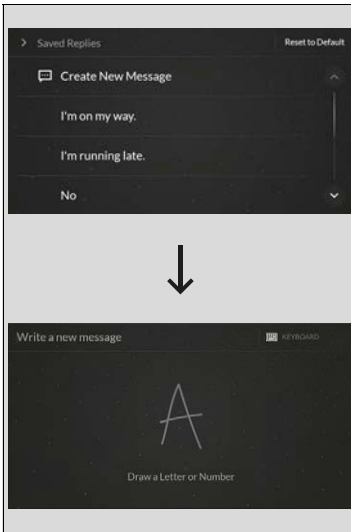 Saved Replies
Reset to Default
Create New Message
I'm on my way.
I'm running late.
No
Write a new message
KEYBOARD
A
Draw a Letter or Number